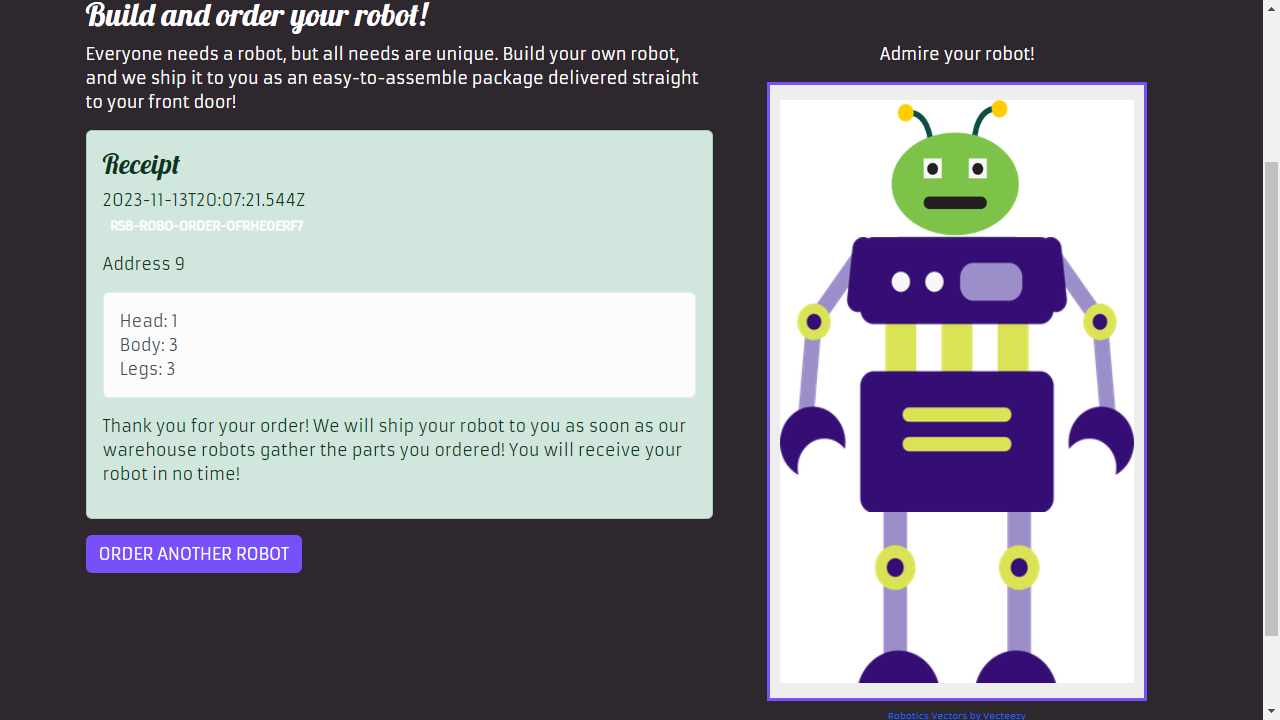 Build and order your robot!
Everyone needs a robot, but all needs are unique. Build your own robot,
and we ship it to you as an easy-to-assemble package delivered straight
to your front door!
Receipt
2023-11-13T20:07:21.544Z
RSB-ROBO-ORDER-OFRHE0ERF7
Address 9
Head: 1
Body: 3
Legs: 3
Thank you for your order! We will ship your robot to you as soon as our
warehouse robots gather the parts you ordered! You will receive your
robot in no time!
ORDER ANOTHER ROBOT
Admire your robot!
Robotics Vectors by Vecteezy